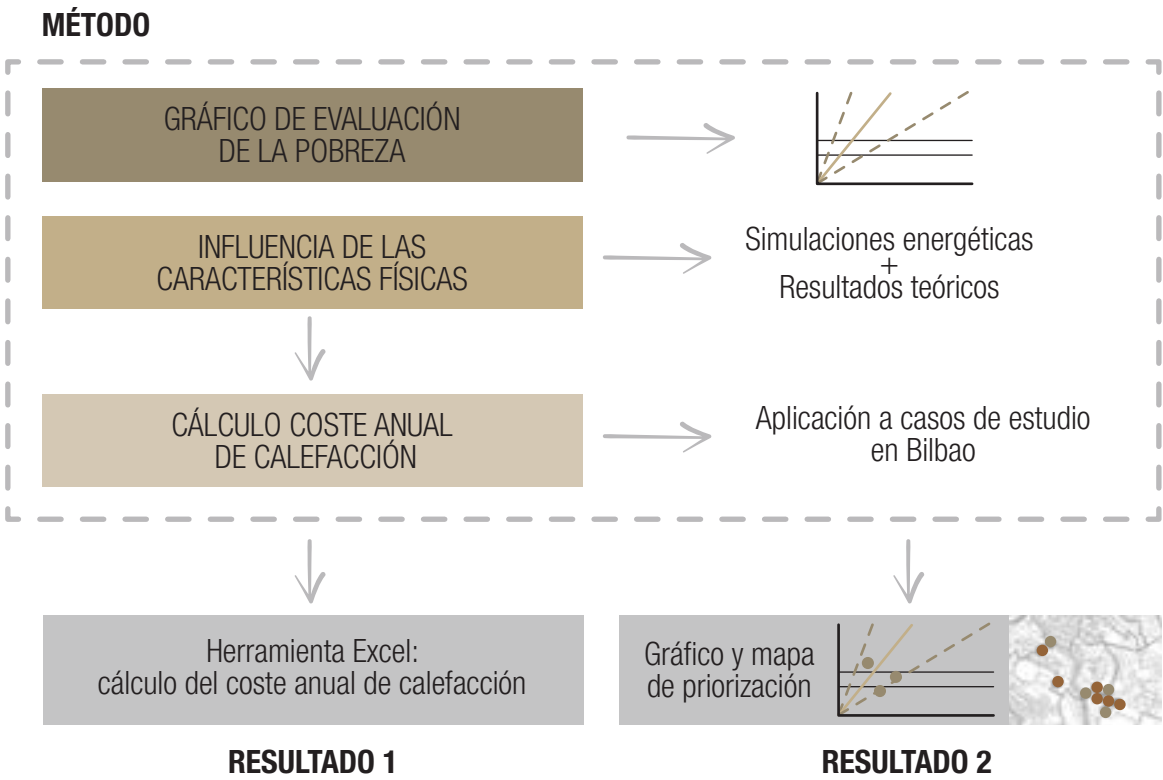 MÉTODO
GRÁFICO DE EVALUACIÓN
DE LA POBREZA
INFLUENCIA DE LAS
CARACTERÍSTICAS FÍSICAS
Simulaciones energéticas
+
Resultados teóricos
CÁLCULO COSTE ANUAL
DE CALEFACCIÓN
Aplicación a casos de estudio
en Bilbao
Herramienta Excel:
cálculo del coste anual de calefacción
Gráfico y mapa
de priorización
RESULTADO 1
RESULTADO 2